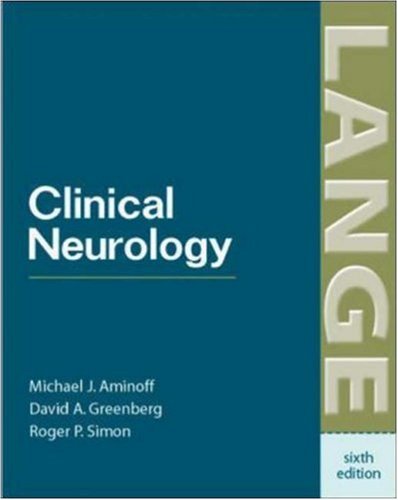 Clinical
Neurology
Michael J. Aminoff
David A. Greenberg
Roger P. Simon
LANGE
sixth
edition